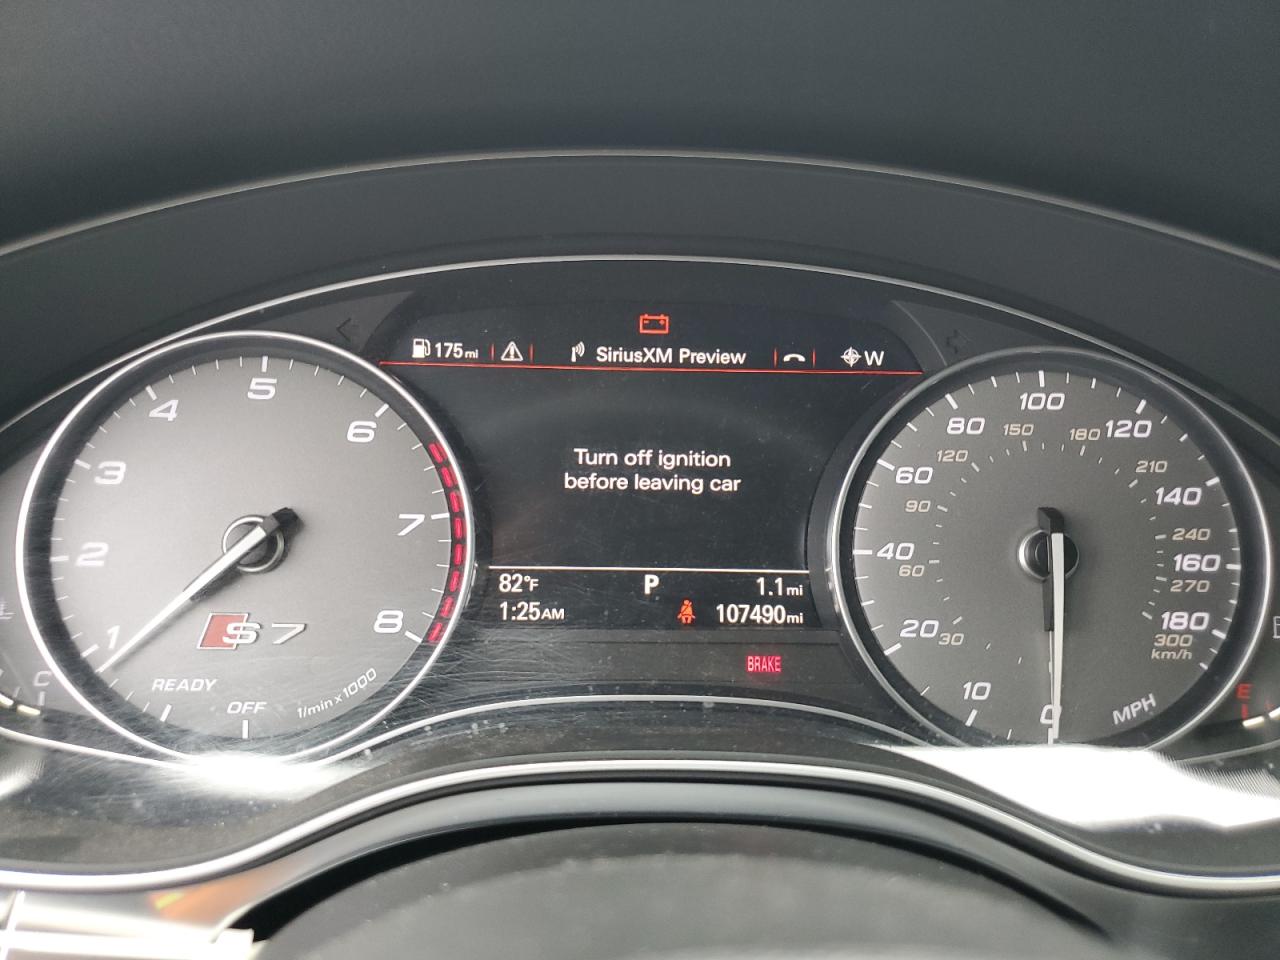 175mi
SiriusXM Preview
W
Turn off ignition
before leaving car
82°F
P
1.1mi
1:25AM
107490mi
BRAKE
1
2
3
4
5
6
7
8
S7
READY
OFF
1/min x 1000
C
0
10
20
30
40
60
60
90
80
120
100
150
120
180
140
210
160
240
180
270
300
km/h
MPH
E